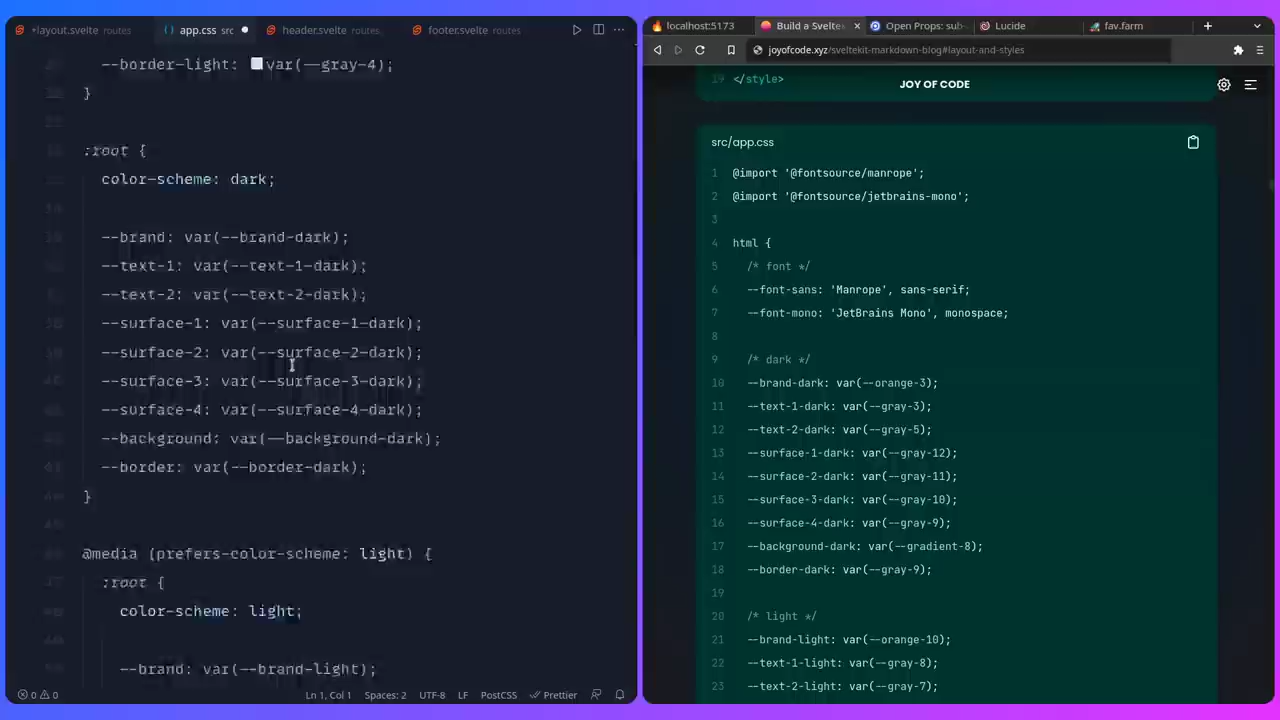 +layout.svelte routes
app.css src
header.svelte routes
footer.svelte routes
--border-light: var(--gray-4);
}
:root {
color-scheme: dark;
--brand: var(--brand-dark);
--text-1: var(--text-1-dark);
--text-2: var(--text-2-dark);
--surface-1: var(--surface-1-dark);
--surface-2: var(--surface-2-dark);
--surface-3: var(--surface-3-dark);
--surface-4: var(--surface-4-dark);
--background: var(--background-dark);
--border: var(--border-dark);
}
@media (prefers-color-scheme: light) {
:root {
color-scheme: light;
--brand: var(--brand-light);
0 0
Ln 1, Col 1
Spaces: 2
UTF-8
LF
PostCSS
Prettier
localhost:5173
Build a Svelte
Open Props: sub-
Lucide
fav.farm
joyofcode.xyz/sveltekit-markdown-blog#layout-and-styles
19 </style>
JOY OF CODE
src/app.css
1 @import '@fontsource/manrope';
2 @import '@fontsource/jetbrains-mono';
3
4 html {
5 /* font */
6 --font-sans: 'Manrope', sans-serif;
7 --font-mono: 'JetBrains Mono', monospace;
8
9 /* dark */
10 --brand-dark: var(--orange-3);
11 --text-1-dark: var(--gray-3);
12 --text-2-dark: var(--gray-5);
13 --surface-1-dark: var(--gray-12);
14 --surface-2-dark: var(--gray-11);
15 --surface-3-dark: var(--gray-10);
16 --surface-4-dark: var(--gray-9);
17 --background-dark: var(--gradient-8);
18 --border-dark: var(--gray-9);
19
20 /* light */
21 --brand-light: var(--orange-10);
22 --text-1-light: var(--gray-8);
23 --text-2-light: var(--gray-7);